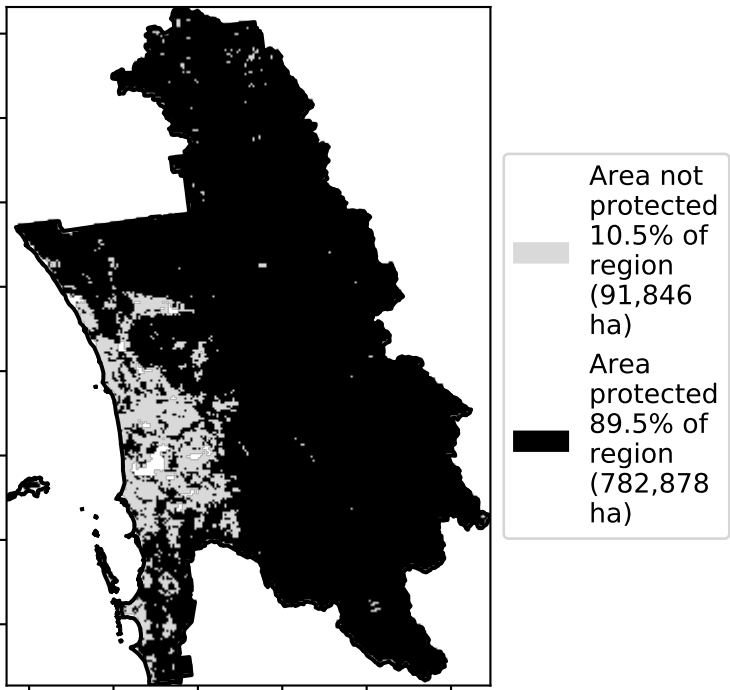 Area not
protected
10.5% of
region
(91,846
ha)
Area
protected
89.5% of
region
(782,878
ha)